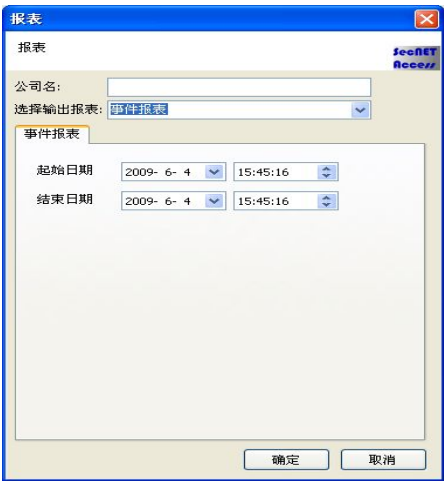 报表
报表
SecNET
Access
公司名:
选择输出报表: 事件报表
事件报表
起始日期 2009- 6- 4 15:45:16
结束日期 2009- 6- 4 15:45:16
确定 取消